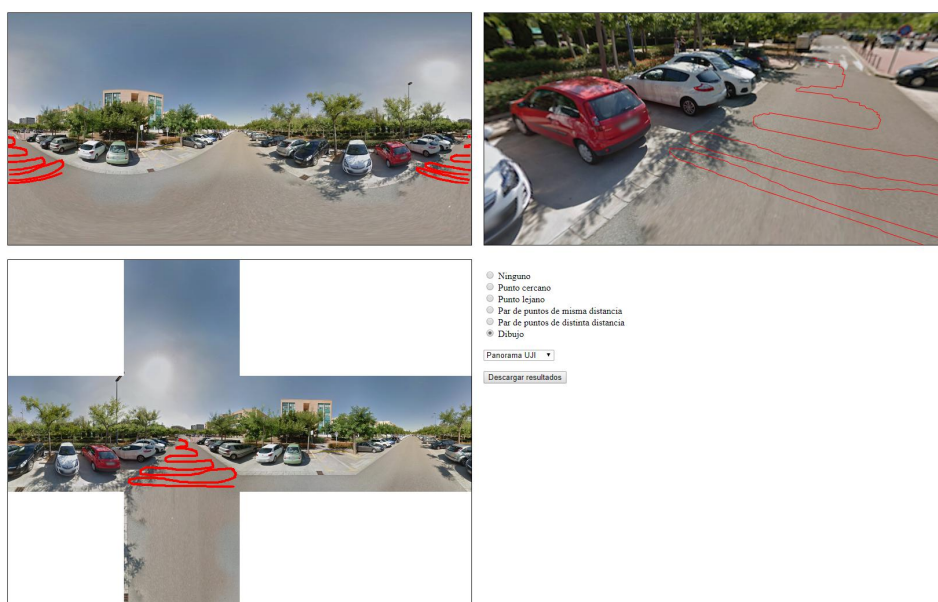 Ninguno
Punto cercano
Punto lejano
Par de puntos de misma distancia
Par de puntos de distinta distancia
Dibujo
Panorama UJI
Descargar resultados